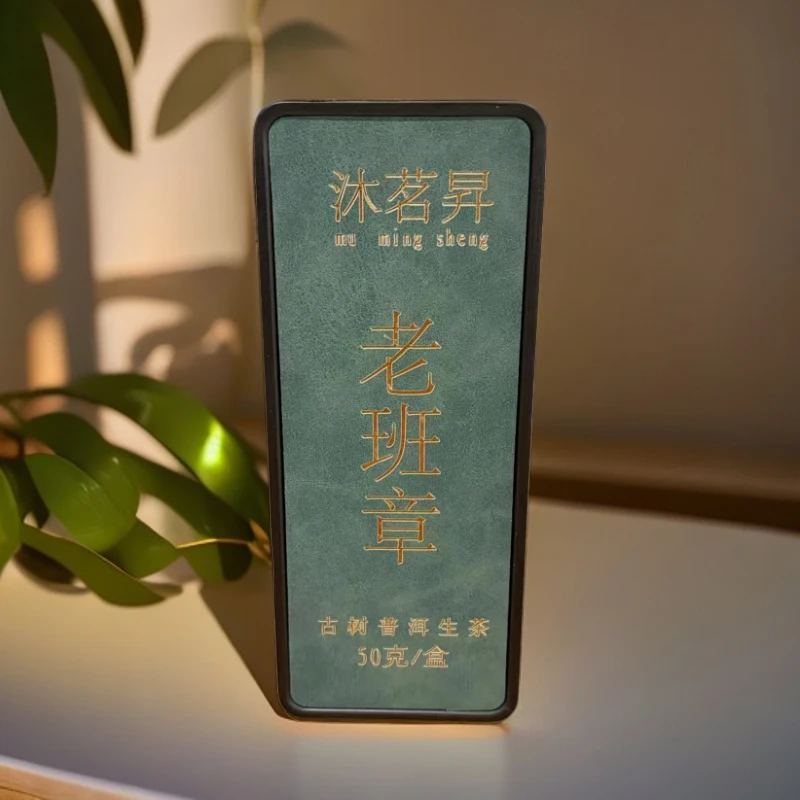 沐茗昇
mu ming sheng
老班章
古树普洱生茶
50克/盒